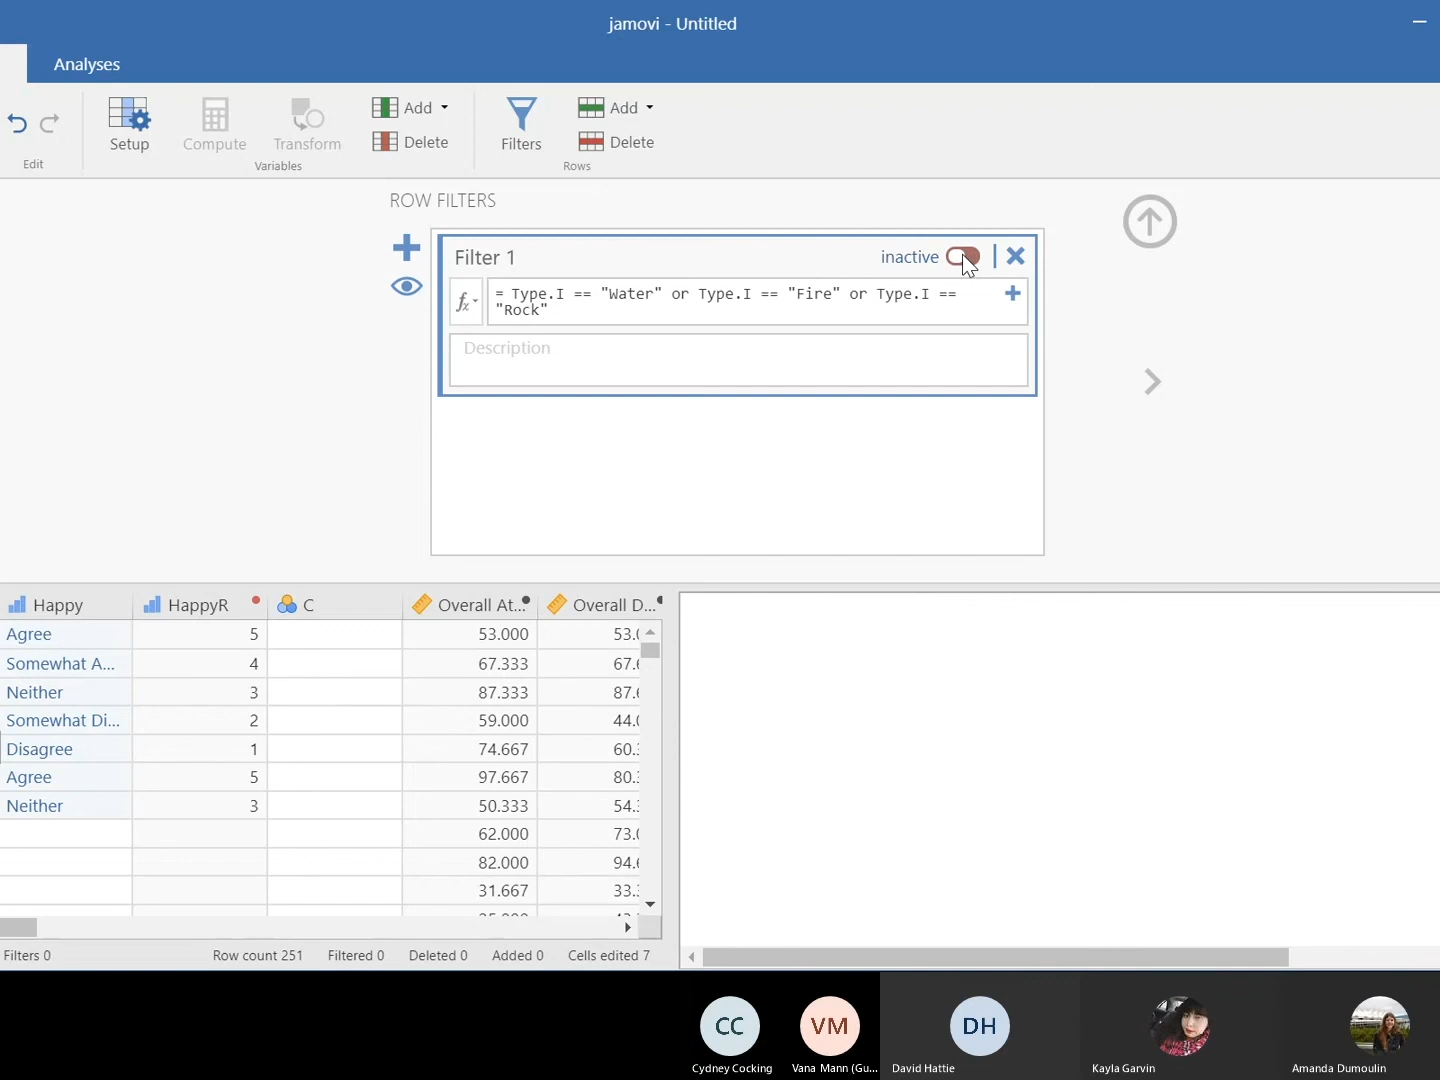 jamovi - Untitled
Analyses
Setup
Compute
Transform
Add
Delete
Filters
Add
Delete
Edit
Variables
Rows
ROW FILTERS
Filter 1
inactive
fx
= Type.I == "Water" or Type.I == "Fire" or Type.I ==
"Rock"
Description
Happy HappyR C Overall At... Overall D...
Agree 5 53.000 53.
Somewhat A... 4 67.333 67.
Neither 3 87.333 87.
Somewhat Di... 2 59.000 44.
Disagree 1 74.667 60.
Agree 5 97.667 80.
Neither 3 50.333 54.
62.000 73.
82.000 94.
31.667 33.
Filters 0 Row count 251 Filtered 0 Deleted 0 Added 0 Cells edited 7
CC VM DH
Cydney Cocking Vana Mann (Gu... David Hattie Kayla Garvin Amanda Dumoulin